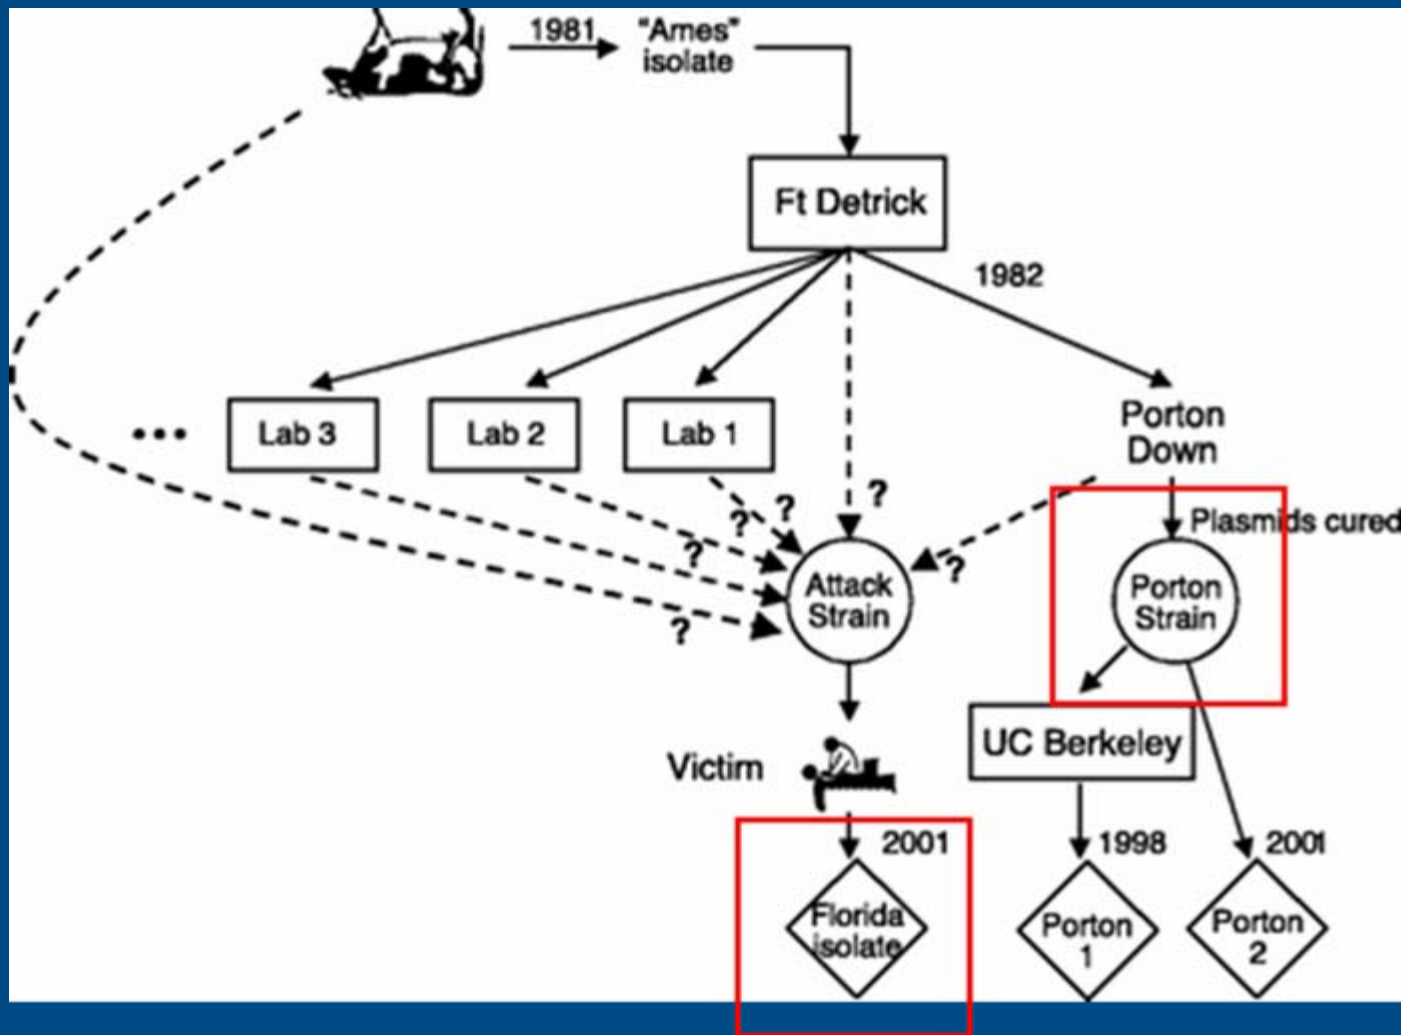 1981
"Ames"
isolate
Ft Detrick
1982
...
Lab 3
Lab 2
Lab 1
Porton
Down
?
?
?
?
?
?
Plasmids cured
Attack
Strain
Porton
Strain
Victim
UC Berkeley
2001
1998
2001
Florida
isolate
Porton
1
Porton
2